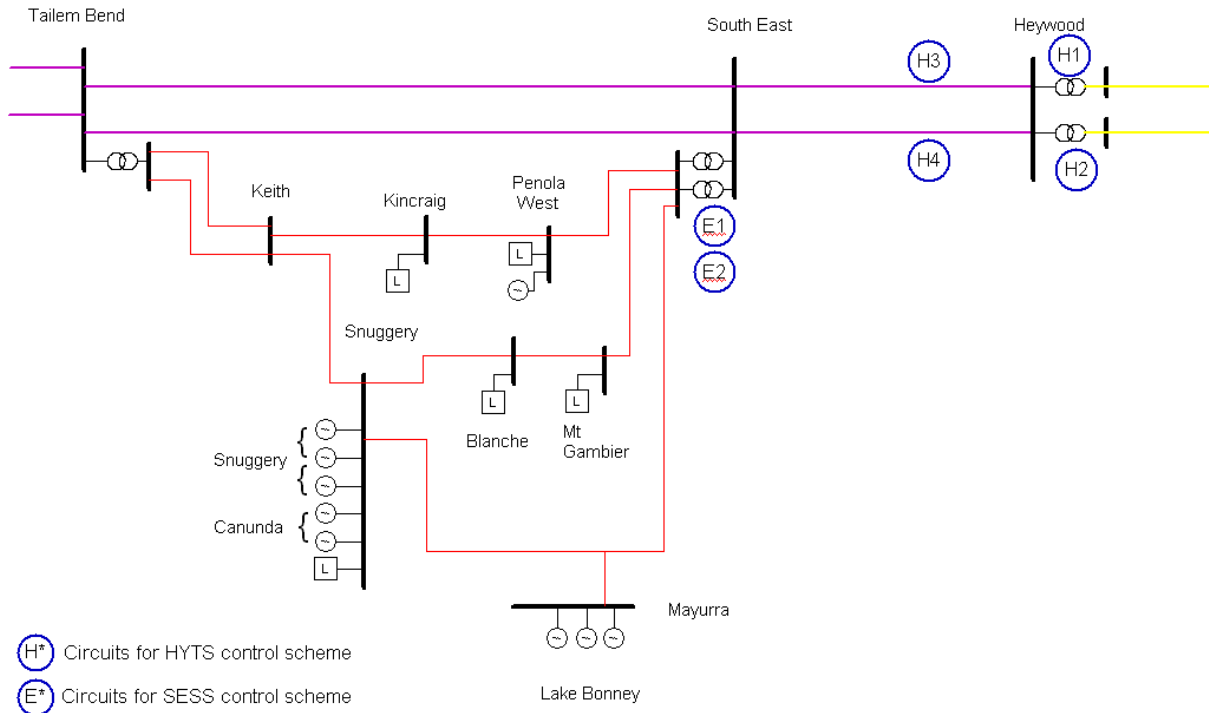 Tailem Bend
South East
Heywood
H3
H1
H4
H2
Keith
Kincraig
Penola
West
L
L
E1
E2
Snuggery
L
L
Blanche
Mt
Gambier
Snuggery
Canunda
L
Mayurra
Lake Bonney
H* Circuits for HYTS control scheme
E* Circuits for SESS control scheme